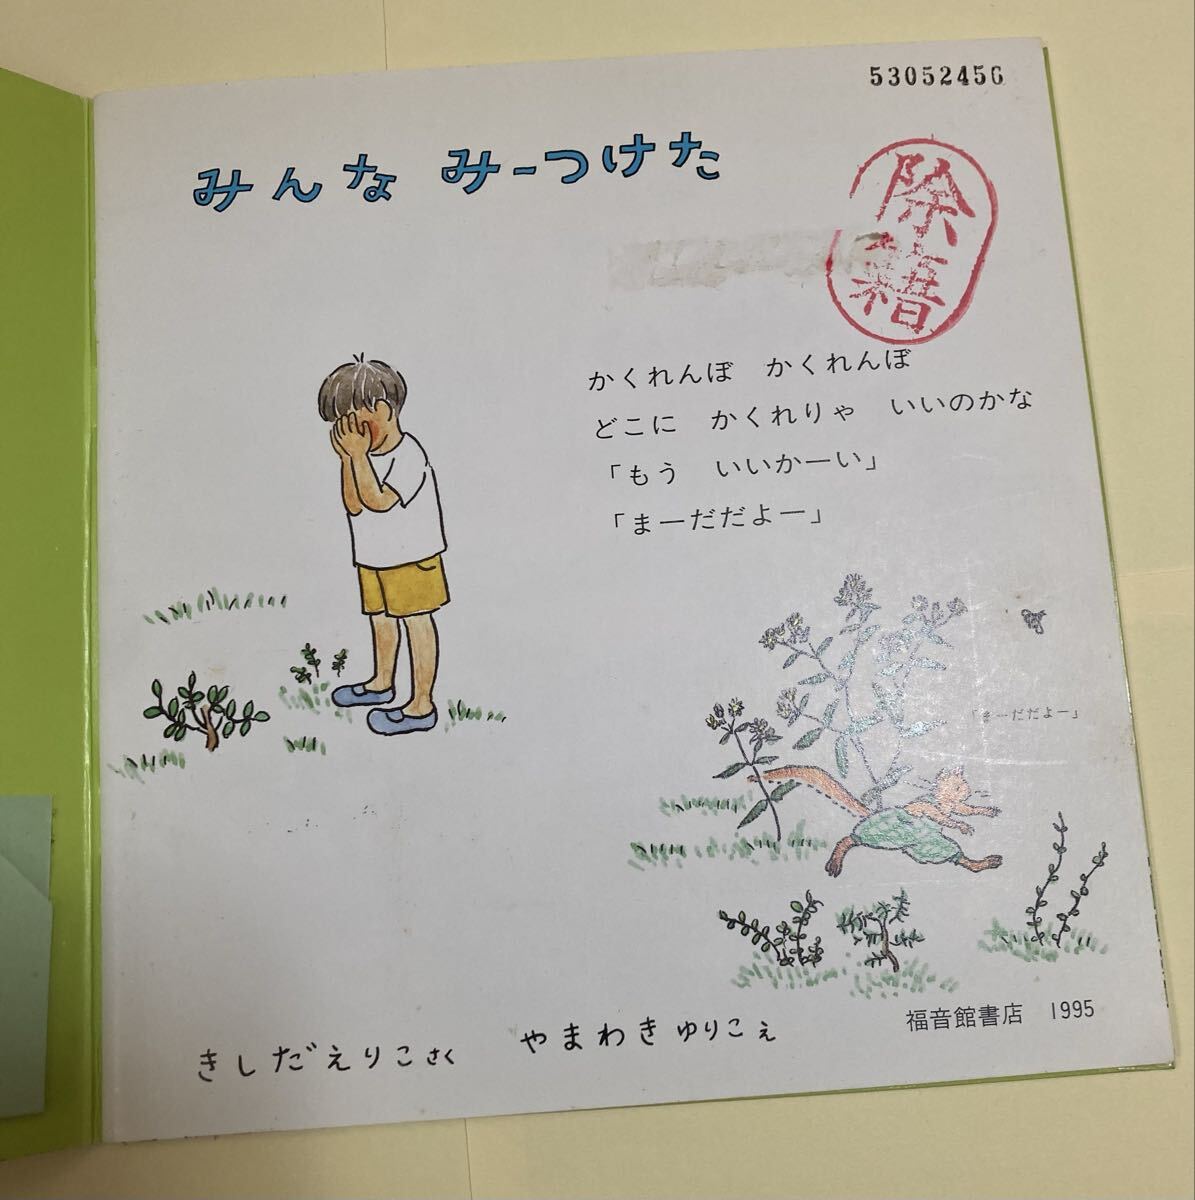 53052456
みんな みーつけた
除籍
かくれんぼ かくれんぼ
どこに かくれりゃ いいのかな
「もう いいかーい」
「まーだだよー」
「まーだだよー」
きしだえりこ さく やまわきゆりこ え
福音館書店 1995